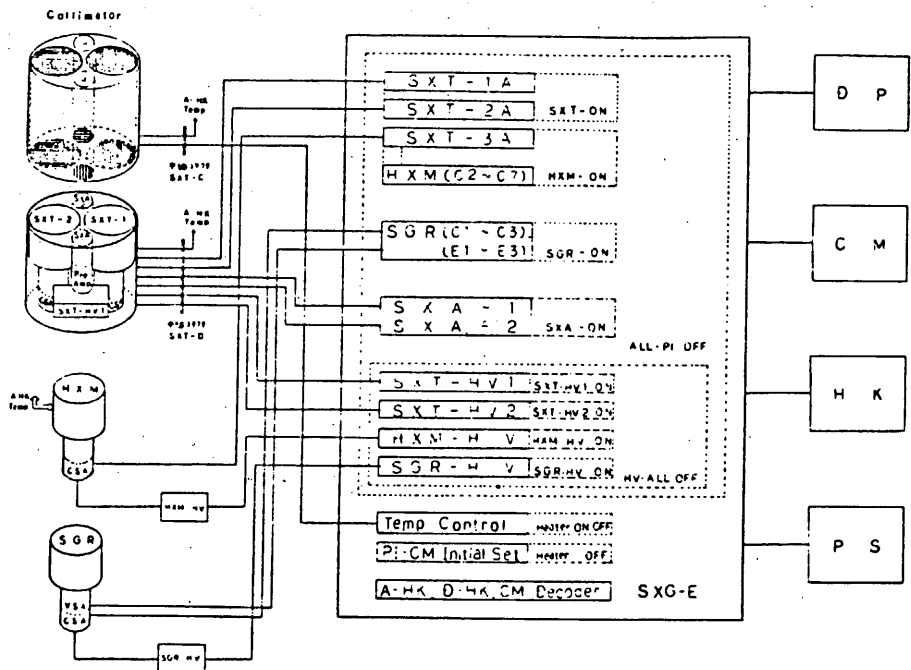 Collimator
A-HK
Temp
SAT-C
SXT-2
SXT-1
A-HK
Temp
Pre
Amp
SXT-HV1
HXM
A-HK
Temp
CSA
HXM HV
SGR
VSA
CSA
SGR HV
SXT-1A
SXT-2A
SXT-ON
SXT-3A
HXM(C2~C7)
HXM-ON
SGR(C1~C3)
(E1~E3)
SGR-ON
SXA-1
SXA-2
SXA-ON
ALL-PI OFF
SXT-HV1
SXT-HV1 ON
SXT-HV2
SXT-HV2 ON
HXM-HV
HXM-HV ON
SGR-HV
SGR-HV ON
HV-ALL OFF
Temp Control
Heater ON OFF
PI-CM Initial Set
Heater OFF
A-HK, D-HK, CM Decoder
SXG-E
DP
CM
HK
PS